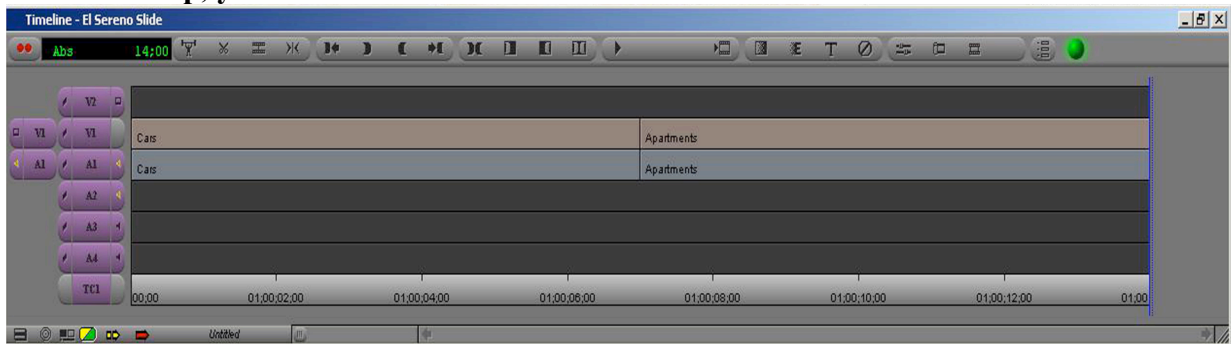 Timeline - El Sereno Slide
Abs 14;00
V2
V1 V1 Cars Apartments
A1 A1 Cars Apartments
A2
A3
A4
TC1 00;00 01;00;02;00 01;00;04;00 01;00;06;00 01;00;08;00 01;00;10;00 01;00;12;00 01;00
Untitled